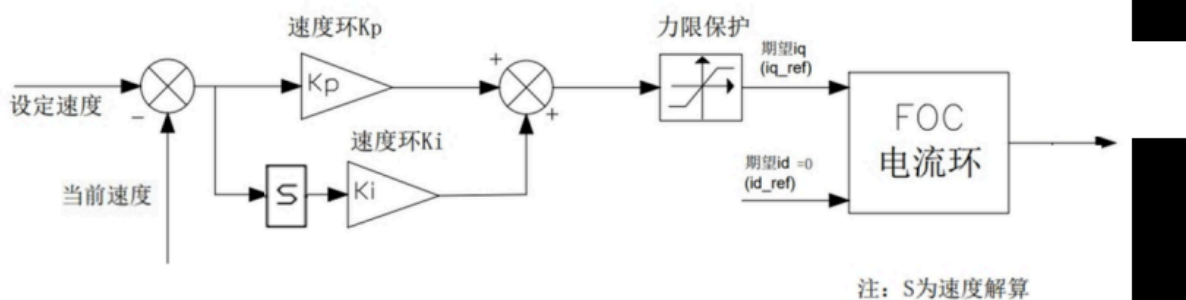 速度环Kp
力限保护
期望iq
(iq_ref)
Kp
+
+
设定速度
-
FOC
电流环
速度环Ki
期望id =0
(id_ref)
S
Ki
当前速度
注：S为速度解算